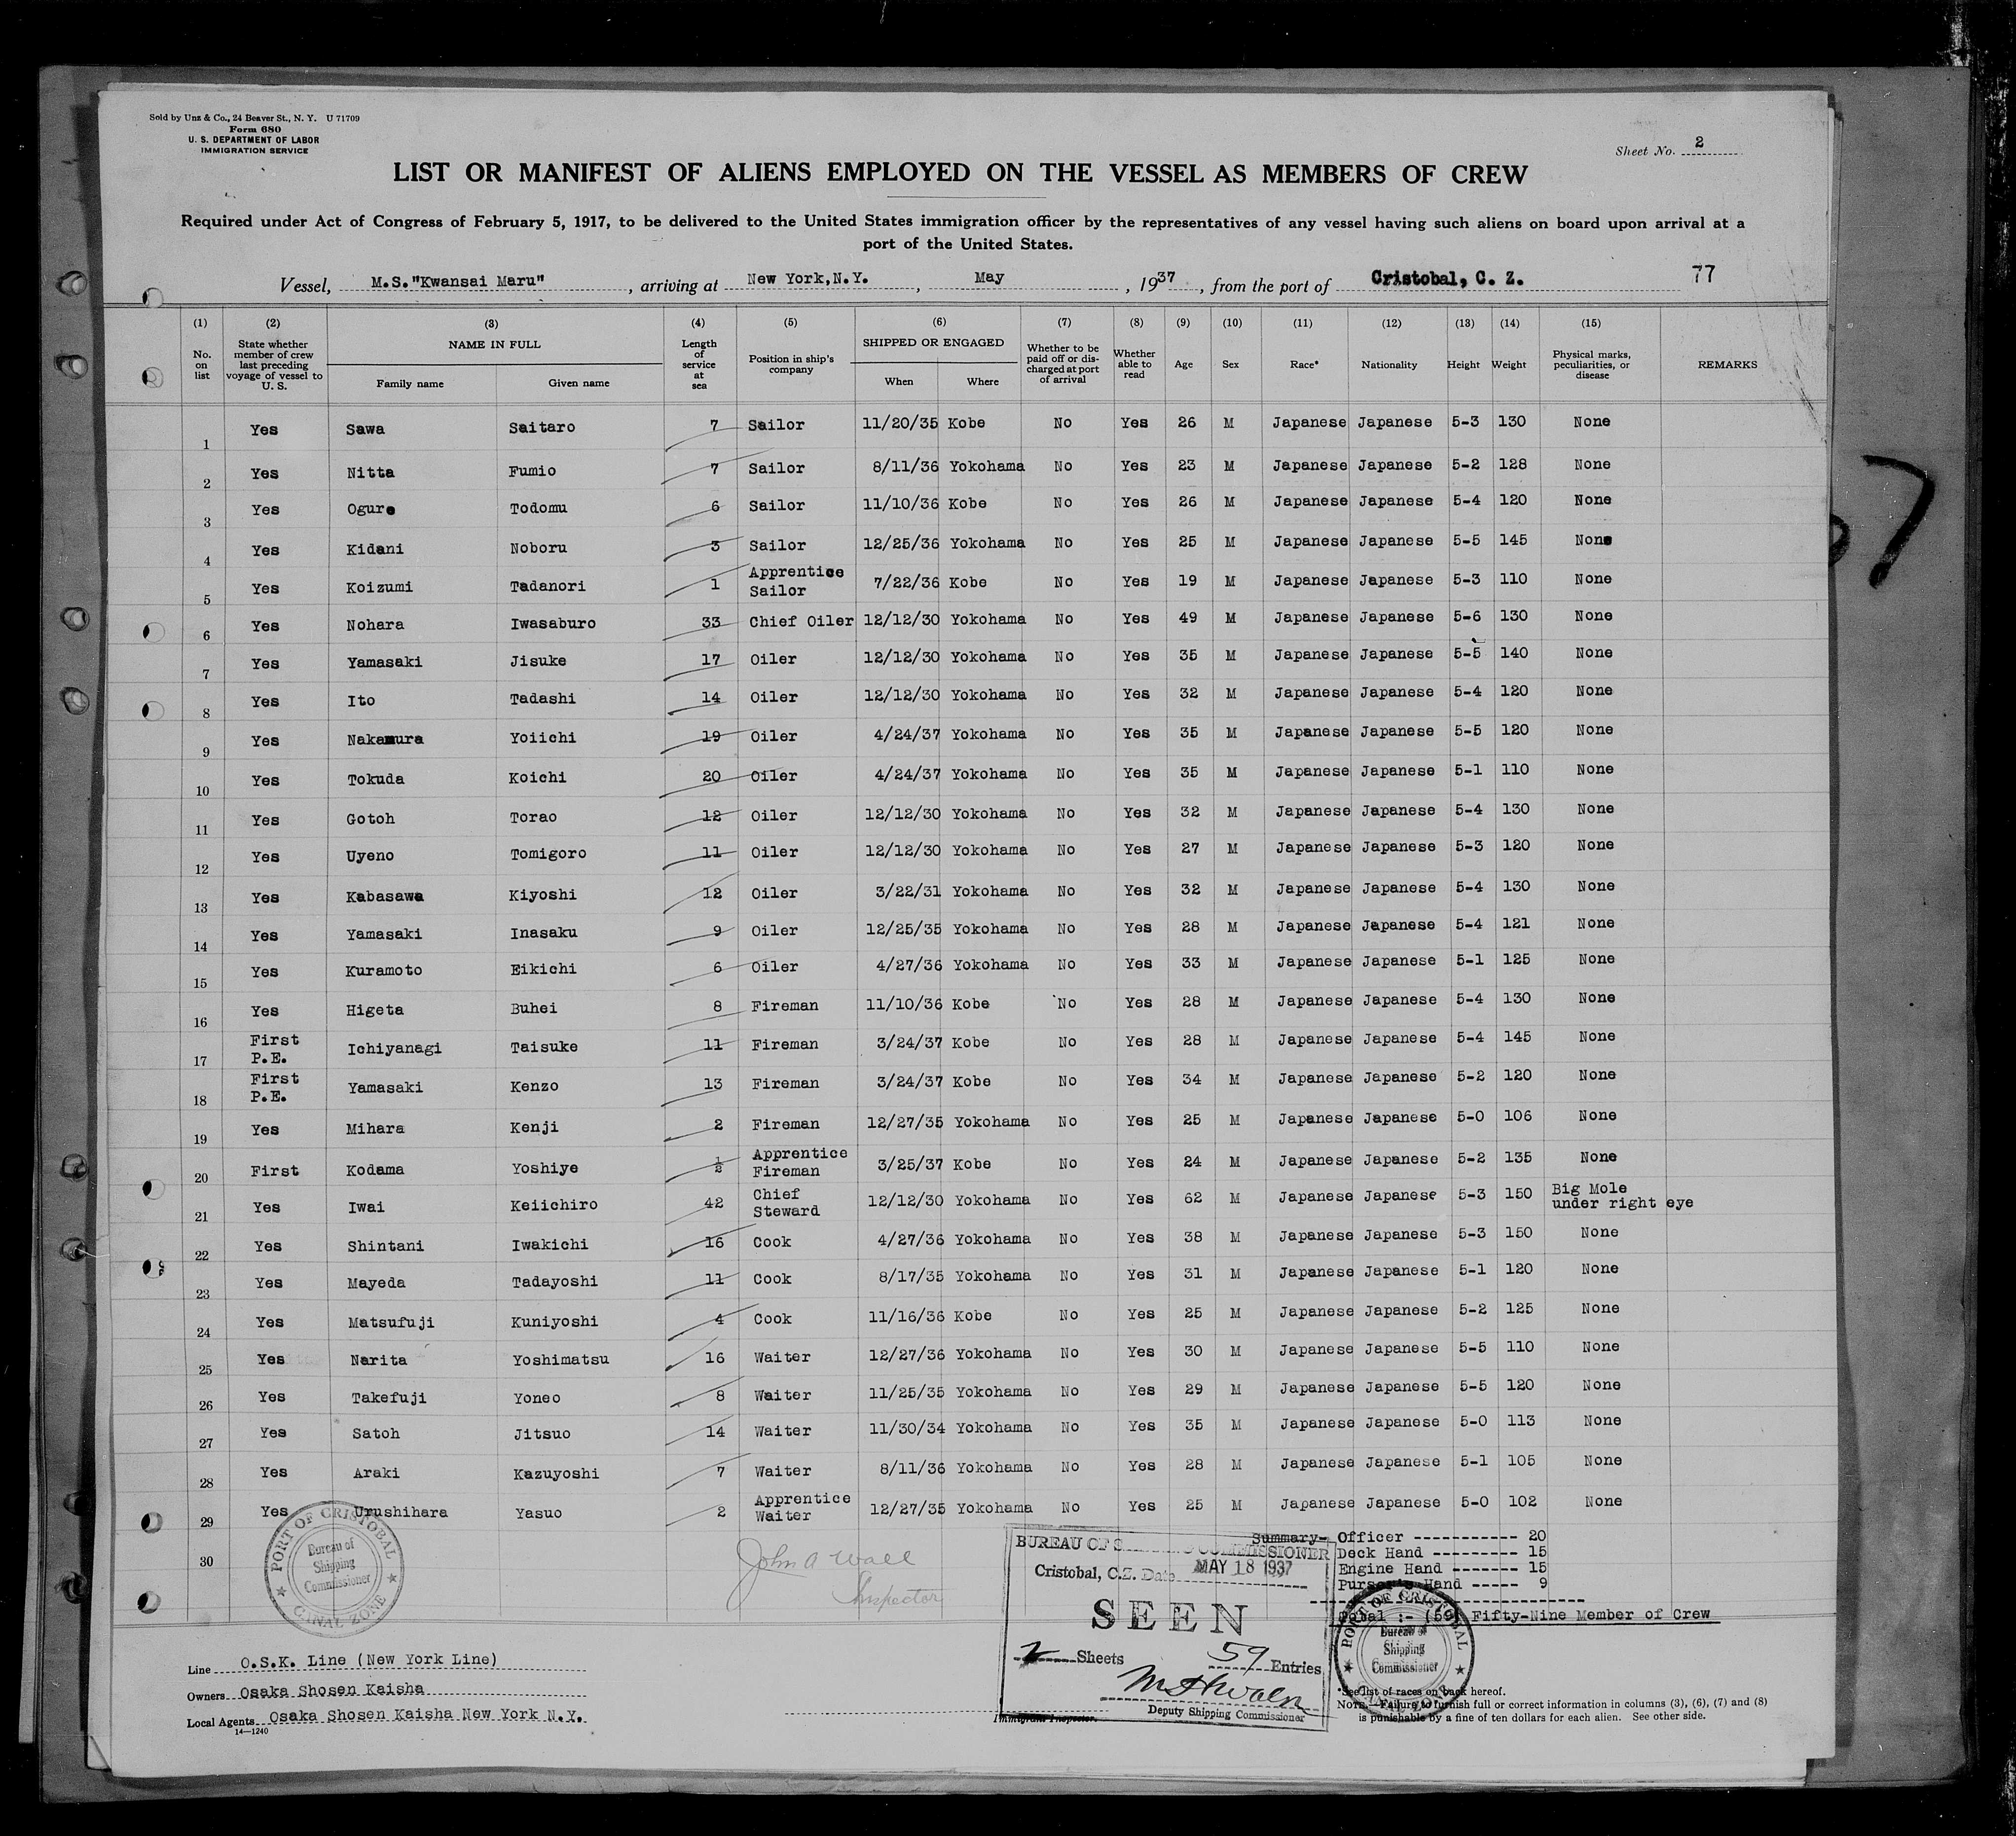 Sold by Unz & Co., 24 Beaver St., N. Y. U 71709
Form 680
U. S. DEPARTMENT OF LABOR
IMMIGRATION SERVICE
Sheet No. 2
LIST OR MANIFEST OF ALIENS EMPLOYED ON THE VESSEL AS MEMBERS OF CREW
Required under Act of Congress of February 5, 1917, to be delivered to the United States immigration officer by the representatives of any vessel having such aliens on board upon arrival at a
port of the United States.
Vessel, M.S."Kwansai Maru", arriving at New York,N.Y., May, 1937, from the port of Cristobal, C. Z. 77
(1) No. on list (2) State whether member of crew last preceding voyage of vessel to U. S. (3) NAME IN FULL Family name Given name (4) Length of service at sea (5) Position in ship's company (6) SHIPPED OR ENGAGED When Where (7) Whether to be paid off or dis-charged at port of arrival (8) Whether able to read (9) Age (10) Sex (11) Race* (12) Nationality (13) Height (14) Weight (15) Physical marks, peculiarities, or disease REMARKS
1 Yes Sawa Saitaro 7 Sailor 11/20/35 Kobe No Yes 26 M Japanese Japanese 5-3 130 None
2 Yes Nitta Fumio 7 Sailor 8/11/36 Yokohama No Yes 23 M Japanese Japanese 5-2 128 None
3 Yes Ogure Todomu 6 Sailor 11/10/36 Kobe No Yes 26 M Japanese Japanese 5-4 120 None
4 Yes Kidani Noboru 3 Sailor 12/25/36 Yokohama No Yes 25 M Japanese Japanese 5-5 145 None
5 Yes Koizumi Tadanori 1 Apprentice Sailor 7/22/36 Kobe No Yes 19 M Japanese Japanese 5-3 110 None
6 Yes Nohara Iwasaburo 33 Chief Oiler 12/12/30 Yokohama No Yes 49 M Japanese Japanese 5-6 130 None
7 Yes Yamasaki Jisuke 17 Oiler 12/12/30 Yokohama No Yes 35 M Japanese Japanese 5-5 140 None
8 Yes Ito Tadashi 14 Oiler 12/12/30 Yokohama No Yes 32 M Japanese Japanese 5-4 120 None
9 Yes Nakamura Yoiichi 19 Oiler 4/24/37 Yokohama No Yes 35 M Japanese Japanese 5-5 120 None
10 Yes Tokuda Koichi 20 Oiler 4/24/37 Yokohama No Yes 35 M Japanese Japanese 5-1 110 None
11 Yes Gotoh Torao 12 Oiler 12/12/30 Yokohama No Yes 32 M Japanese Japanese 5-4 130 None
12 Yes Uyeno Tomigoro 11 Oiler 12/12/30 Yokohama No Yes 27 M Japanese Japanese 5-3 120 None
13 Yes Kabasawa Kiyoshi 12 Oiler 3/22/31 Yokohama No Yes 32 M Japanese Japanese 5-4 130 None
14 Yes Yamasaki Inasaku 9 Oiler 12/25/35 Yokohama No Yes 28 M Japanese Japanese 5-4 121 None
15 Yes Kuramoto Eikichi 6 Oiler 4/27/36 Yokohama No Yes 33 M Japanese Japanese 5-1 125 None
16 Yes Higeta Buhei 8 Fireman 11/10/36 Kobe No Yes 28 M Japanese Japanese 5-4 130 None
17 First P.E. Ichiyanagi Taisuke 11 Fireman 3/24/37 Kobe No Yes 28 M Japanese Japanese 5-4 145 None
18 First P.E. Yamasaki Kenzo 13 Fireman 3/24/37 Kobe No Yes 34 M Japanese Japanese 5-2 120 None
19 Yes Mihara Kenji 2 Fireman 12/27/35 Yokohama No Yes 25 M Japanese Japanese 5-0 106 None
20 First Kodama Yoshiye ½ Apprentice Fireman 3/25/37 Kobe No Yes 24 M Japanese Japanese 5-2 135 None
21 Yes Iwai Keiichiro 42 Chief Steward 12/12/30 Yokohama No Yes 62 M Japanese Japanese 5-3 150 Big Mole under right eye
22 Yes Shintani Iwakichi 16 Cook 4/27/36 Yokohama No Yes 38 M Japanese Japanese 5-3 150 None
23 Yes Mayeda Tadayoshi 11 Cook 8/17/35 Yokohama No Yes 31 M Japanese Japanese 5-1 120 None
24 Yes Matsufuji Kuniyoshi 4 Cook 11/16/36 Kobe No Yes 25 M Japanese Japanese 5-2 125 None
25 Yes Narita Yoshimatsu 16 Waiter 12/27/36 Yokohama No Yes 30 M Japanese Japanese 5-5 110 None
26 Yes Takefuji Yoneo 8 Waiter 11/25/35 Yokohama No Yes 29 M Japanese Japanese 5-5 120 None
27 Yes Satoh Jitsuo 14 Waiter 11/30/34 Yokohama No Yes 35 M Japanese Japanese 5-0 113 None
28 Yes Araki Kazuyoshi 7 Waiter 8/11/36 Yokohama No Yes 28 M Japanese Japanese 5-1 105 None
29 Yes Urushihara Yasuo 2 Apprentice Waiter 12/27/35 Yokohama No Yes 25 M Japanese Japanese 5-0 102 None
30
PORT OF CRISTOBAL
Bureau of
Shipping
Commissioner
CANAL ZONE
John A Wall
Inspector
BUREAU OF COMMISSIONER
Cristobal, C.Z. Date MAY 18 1937
SEEN
2 Sheets 59 Entries
Deputy Shipping Commissioner
Immigrant Inspector.
Summary- Officer ----------- 20
Deck Hand --------- 15
Engine Hand ------- 15
Purser's Hand ----- 9
Total :- (59) Fifty-Nine Member of Crew
PORT OF CRISTOBAL
Bureau of
Shipping
Commissioner
CANAL ZONE
Line O.S.K. Line (New York Line)
Owners Osaka Shosen Kaisha
Local Agents Osaka Shosen Kaisha New York N.Y.
14—1240
*See list of races on back hereof.
NOTE.—Failure to furnish full or correct information in columns (3), (6), (7) and (8)
is punishable by a fine of ten dollars for each alien. See other side.
7